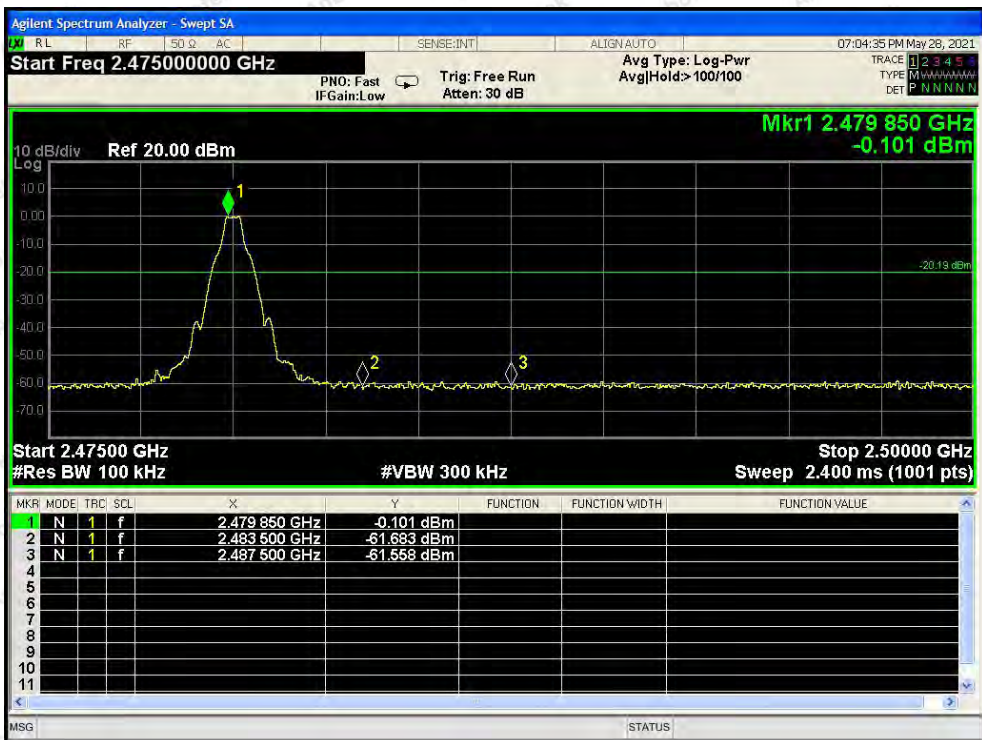 Agilent Spectrum Analyzer - Swept SA
LXI RL RF 50 Ω AC SENSE:INT ALIGN AUTO 07:04:35 PM May 28, 2021
Start Freq 2.475000000 GHz Avg Type: Log-Pwr TRACE 1 2 3 4 5 6
PNO: Fast Trig: Free Run Avg|Hold:>100/100 TYPE M
IFGain:Low Atten: 30 dB DET P N N N N N
Mkr1 2.479 850 GHz
10 dB/div Ref 20.00 dBm -0.101 dBm
Log
10.0
1
0.00
-10.0
-20.0 -20.19 dBm
-30.0
-40.0
-50.0
2 3
-60.0
-70.0
Start 2.47500 GHz Stop 2.50000 GHz
#Res BW 100 kHz #VBW 300 kHz Sweep 2.400 ms (1001 pts)
MKR MODE TRC SCL X Y FUNCTION FUNCTION WIDTH FUNCTION VALUE
1 N 1 f 2.479 850 GHz -0.101 dBm
2 N 1 f 2.483 500 GHz -61.683 dBm
3 N 1 f 2.487 500 GHz -61.558 dBm
4
5
6
7
8
9
10
11
MSG STATUS